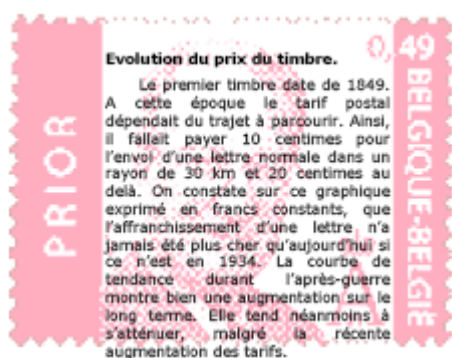 0,49
Evolution du prix du timbre.
Le premier timbre date de 1849.
A cette époque le tarif postal
dépendait du trajet à parcourir. Ainsi,
il fallait payer 10 centimes pour
l'envoi d'une lettre normale dans un
rayon de 30 km et 20 centimes au
delà. On constate sur ce graphique
exprimé en francs constants, que
l'affranchissement d'une lettre n'a
jamais été plus cher qu'aujourd'hui si
ce n'est en 1934. La courbe de
tendance durant l'après-guerre
montre bien une augmentation sur le
long terme. Elle tend néanmoins à
s'atténuer, malgré la récente
augmentation des tarifs.
PRIOR
BELGIQUE-BELGIË
A